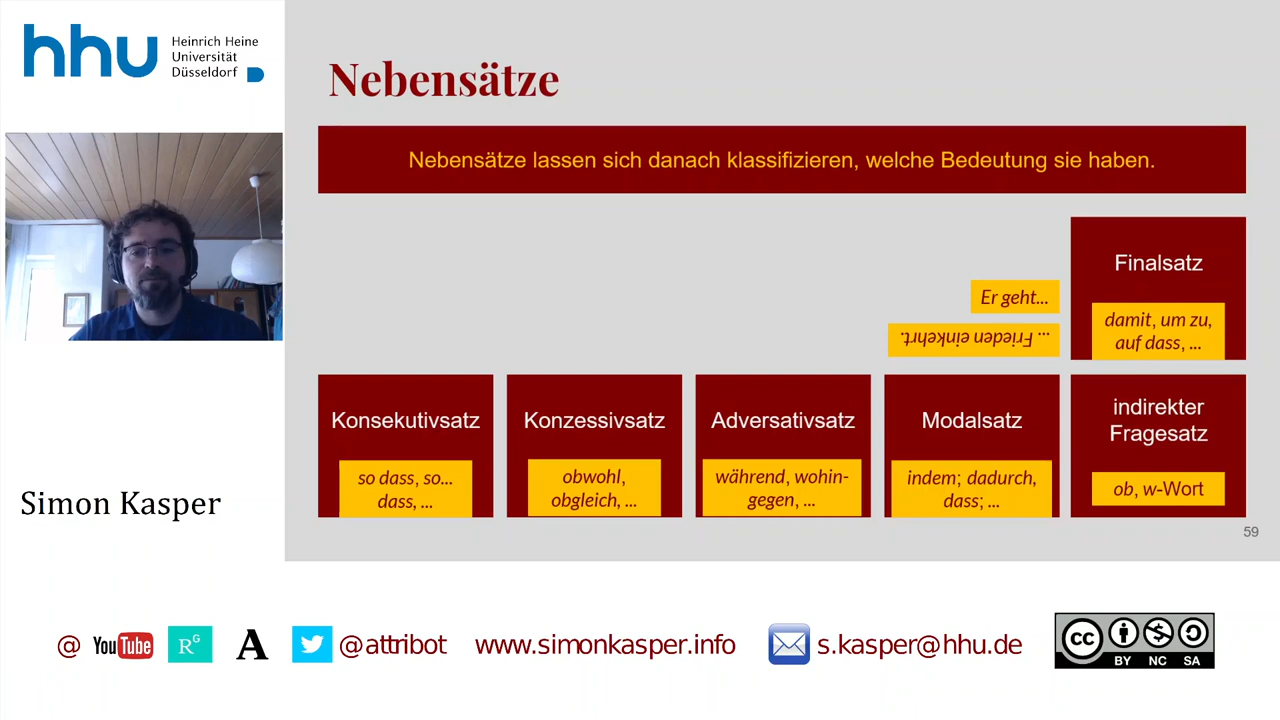 hhu
Heinrich Heine
Universität
Düsseldorf
Nebensätze
Nebensätze lassen sich danach klassifizieren, welche Bedeutung sie haben.
Finalsatz
damit, um zu,
auf dass, ...
Er geht...
... Frieden einkehrt.
Konsekutivsatz
so dass, so...
dass, ...
Konzessivsatz
obwohl,
obgleich, ...
Adversativsatz
während, wohin-
gegen, ...
Modalsatz
indem; dadurch,
dass; ...
indirekter
Fragesatz
ob, w-Wort
59
Simon Kasper
@ YouTube RG A @attribot www.simonkasper.info s.kasper@hhu.de
cc
BY NC SA